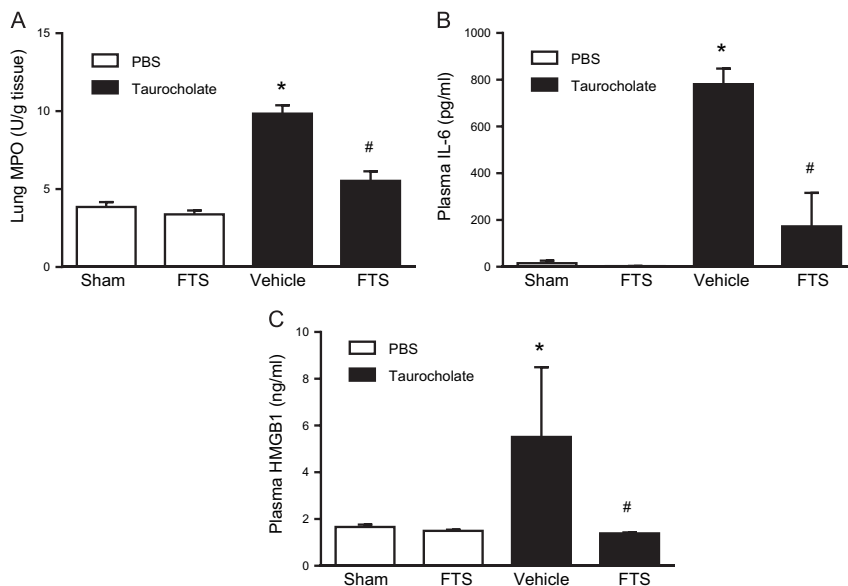 A
Lung MPO (U/g tissue)
15
10
5
0
PBS
Taurocholate
*
#
Sham FTS Vehicle FTS
B
Plasma IL-6 (pg/ml)
1000
800
600
400
200
0
PBS
Taurocholate
*
#
Sham FTS Vehicle FTS
C
Plasma HMGB1 (ng/ml)
10
8
6
4
2
0
PBS
Taurocholate
*
#
Sham FTS Vehicle FTS